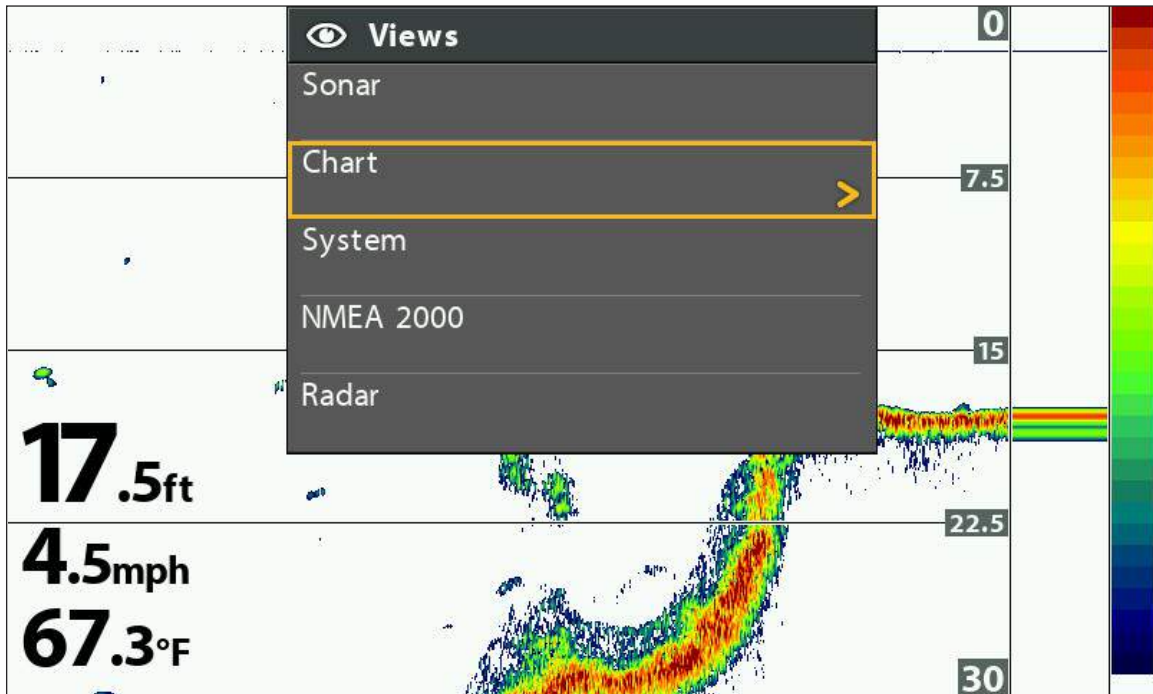 Views
Sonar
Chart
System
NMEA 2000
Radar
0
7.5
15
22.5
30
17.5ft
4.5mph
67.3°F